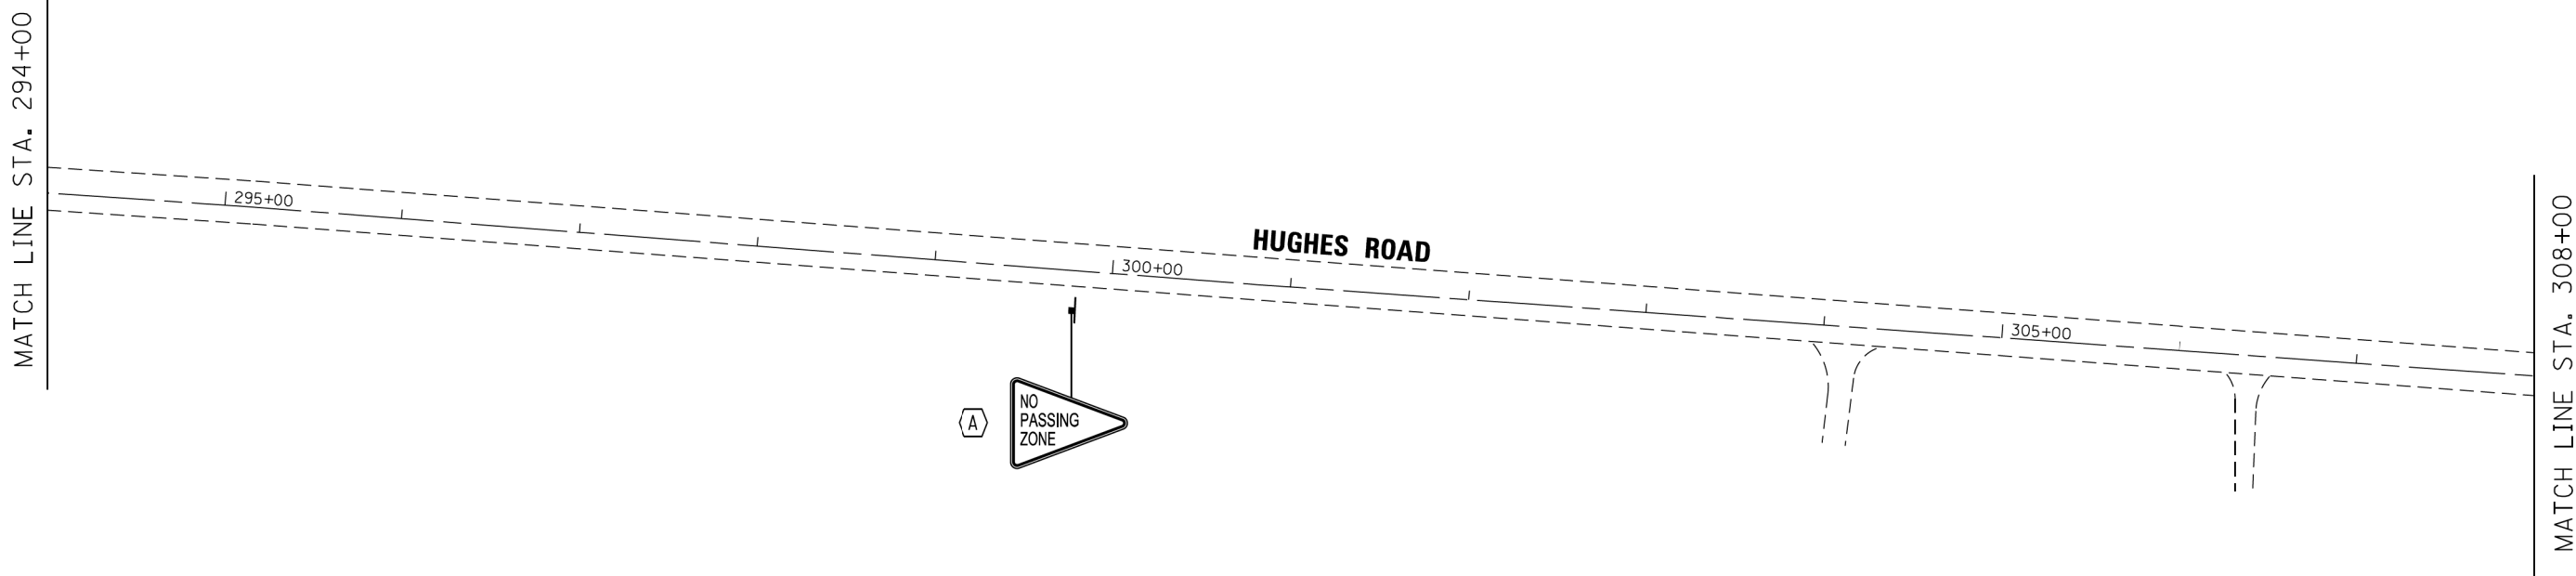 MATCH LINE STA. 294+00
295+00
HUGHES ROAD
300+00
305+00
A
NO
PASSING
ZONE
MATCH LINE STA. 308+00